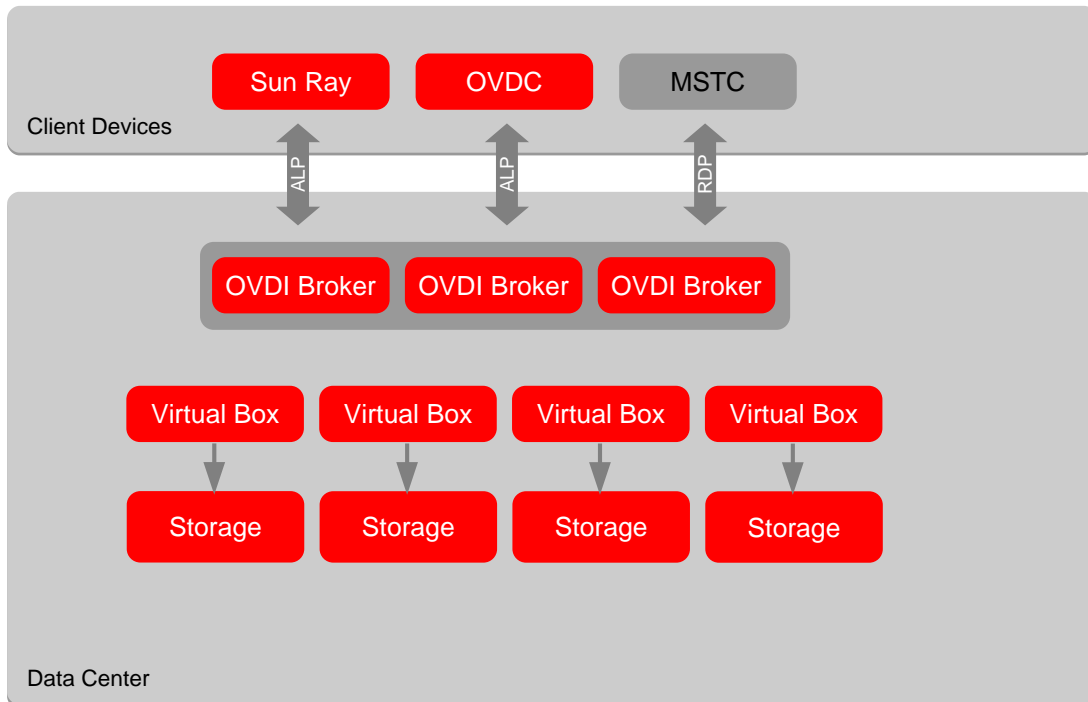 Sun Ray
OVDC
MSTC
Client Devices
ALP
ALP
RDP
OVDI Broker
OVDI Broker
OVDI Broker
Virtual Box
Virtual Box
Virtual Box
Virtual Box
Storage
Storage
Storage
Storage
Data Center